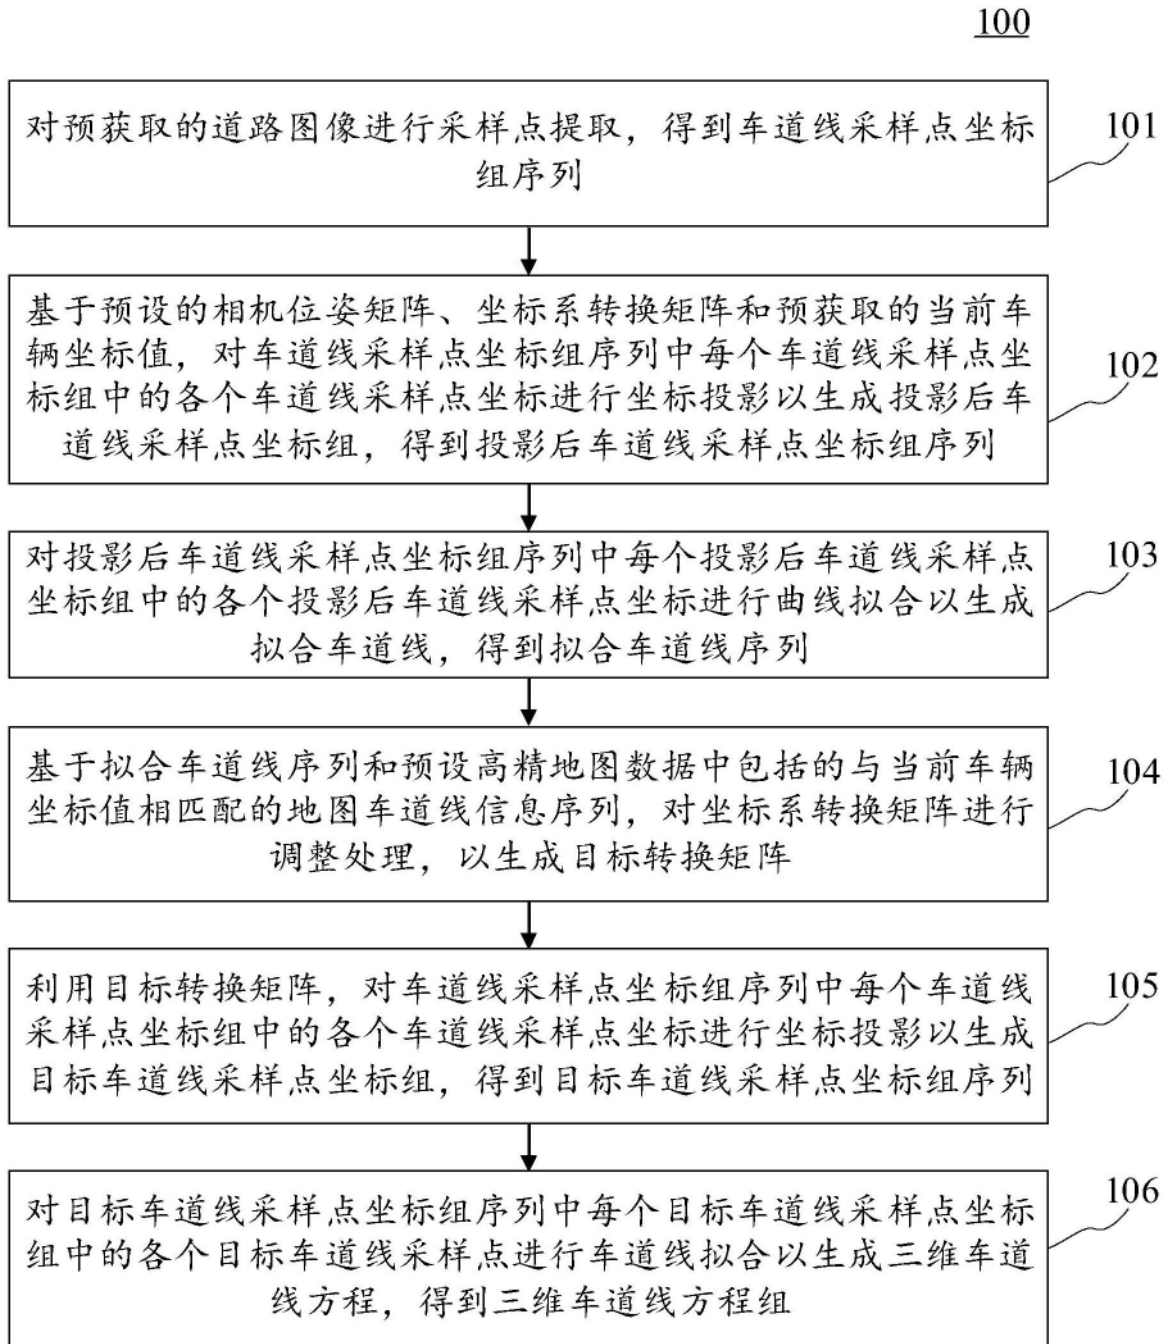 100
对预获取的道路图像进行采样点提取，得到车道线采样点坐标
组序列
101
基于预设的相机位姿矩阵、坐标系转换矩阵和预获取的当前车
辆坐标值，对车道线采样点坐标组序列中每个车道线采样点坐
标组中的各个车道线采样点坐标进行坐标投影以生成投影后车
道线采样点坐标组，得到投影后车道线采样点坐标组序列
102
对投影后车道线采样点坐标组序列中每个投影后车道线采样点
坐标组中的各个投影后车道线采样点坐标进行曲线拟合以生成
拟合车道线，得到拟合车道线序列
103
基于拟合车道线序列和预设高精地图数据中包括的与当前车辆
坐标值相匹配的地图车道线信息序列，对坐标系转换矩阵进行
调整处理，以生成目标转换矩阵
104
利用目标转换矩阵，对车道线采样点坐标组序列中每个车道线
采样点坐标组中的各个车道线采样点坐标进行坐标投影以生成
目标车道线采样点坐标组，得到目标车道线采样点坐标组序列
105
对目标车道线采样点坐标组序列中每个目标车道线采样点坐标
组中的各个目标车道线采样点进行车道线拟合以生成三维车道
线方程，得到三维车道线方程组
106